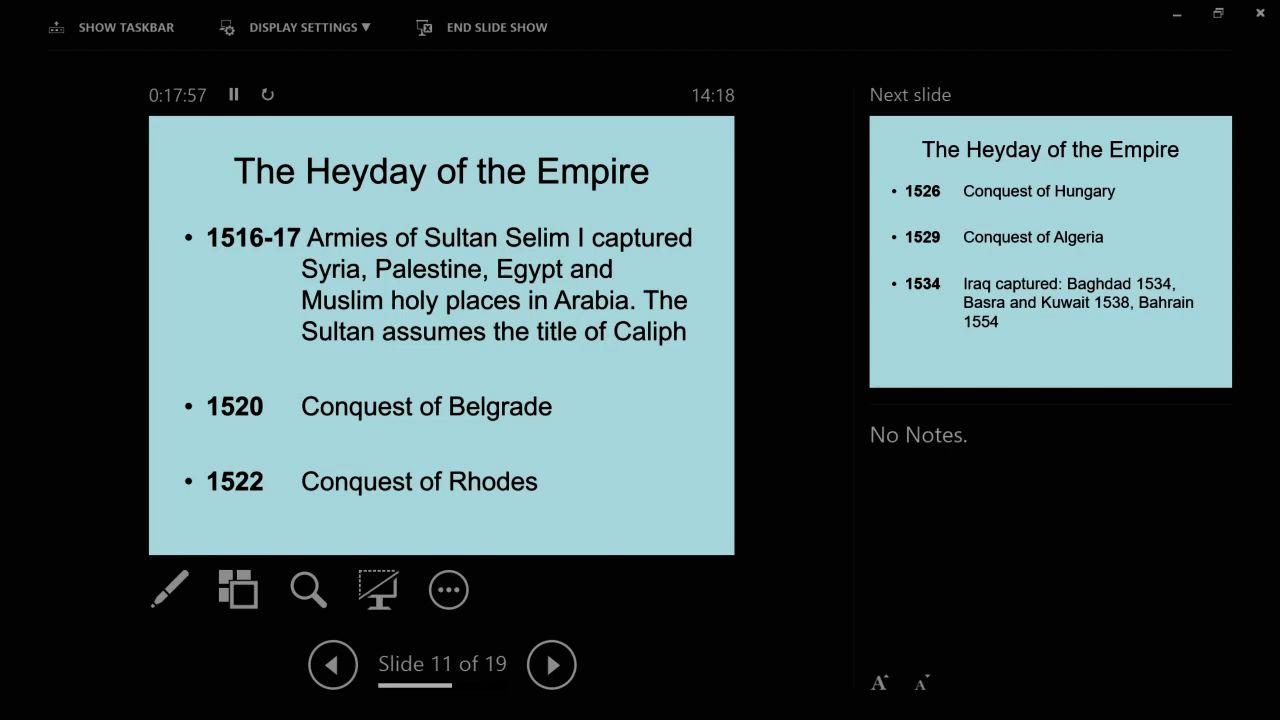 SHOW TASKBAR
DISPLAY SETTINGS ▼
END SLIDE SHOW
0:17:57
14:18
The Heyday of the Empire
• 1516-17 Armies of Sultan Selim I captured
Syria, Palestine, Egypt and
Muslim holy places in Arabia. The
Sultan assumes the title of Caliph
• 1520 Conquest of Belgrade
• 1522 Conquest of Rhodes
Slide 11 of 19
Next slide
The Heyday of the Empire
• 1526 Conquest of Hungary
• 1529 Conquest of Algeria
• 1534 Iraq captured: Baghdad 1534,
Basra and Kuwait 1538, Bahrain
1554
No Notes.
A A